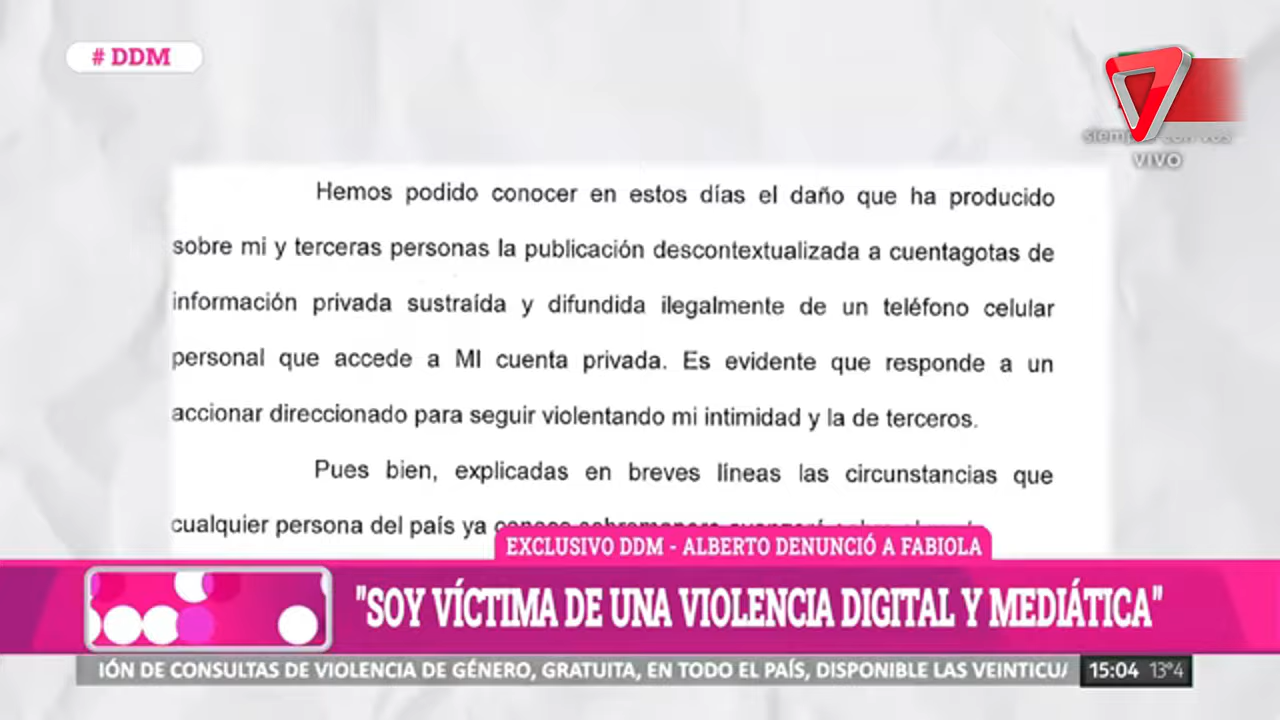 # DDM
siempre con vos
VIVO
Hemos podido conocer en estos días el daño que ha producido
sobre mi y terceras personas la publicación descontextualizada a cuentagotas de
información privada sustraída y difundida ilegalmente de un teléfono celular
personal que accede a MI cuenta privada. Es evidente que responde a un
accionar direccionado para seguir violentando mi intimidad y la de terceros.
Pues bien, explicadas en breves líneas las circunstancias que
cualquier persona del país ya conoce sobremanera
EXCLUSIVO DDM - ALBERTO DENUNCIÓ A FABIOLA
"SOY VÍCTIMA DE UNA VIOLENCIA DIGITAL Y MEDIÁTICA"
IÓN DE CONSULTAS DE VIOLENCIA DE GÉNERO, GRATUITA, EN TODO EL PAÍS, DISPONIBLE LAS VEINTICU
15:04 13°4